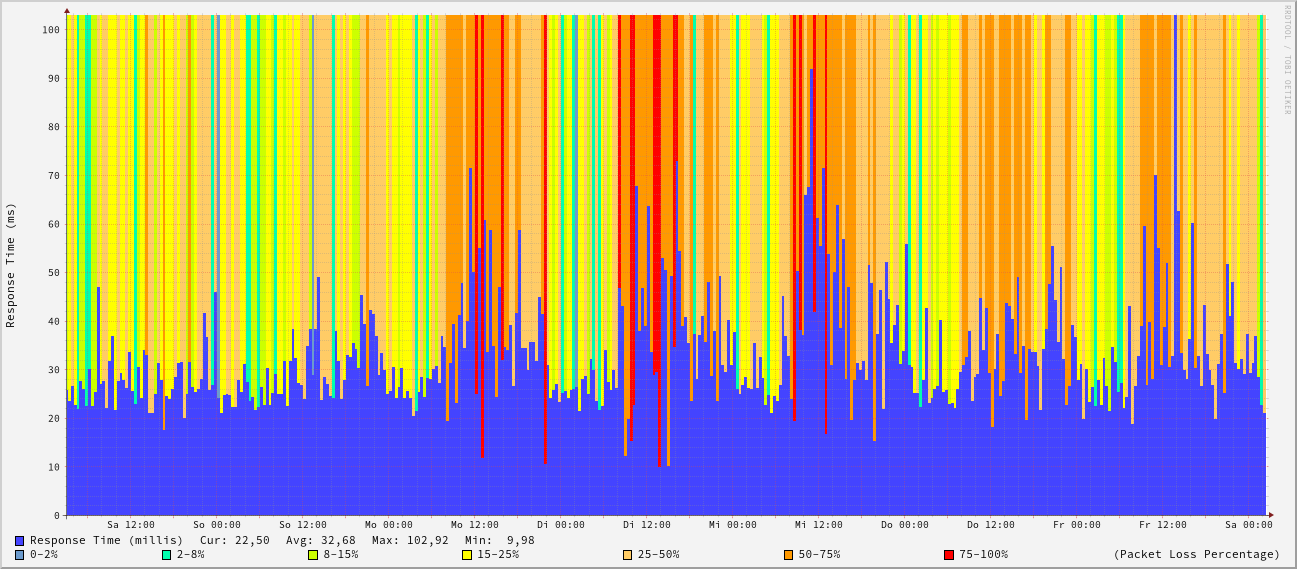 RRDTOOL / TOBI OETIKER
Response Time (ms)
100
90
80
70
60
50
40
30
20
10
0
Sa 12:00 So 00:00 So 12:00 Mo 00:00 Mo 12:00 Di 00:00 Di 12:00 Mi 00:00 Mi 12:00 Do 00:00 Do 12:00 Fr 00:00 Fr 12:00 Sa 00:00
Response Time (millis) Cur: 22,50 Avg: 32,68 Max: 102,92 Min: 9,98
0-2% 2-8% 8-15% 15-25% 25-50% 50-75% 75-100% (Packet Loss Percentage)